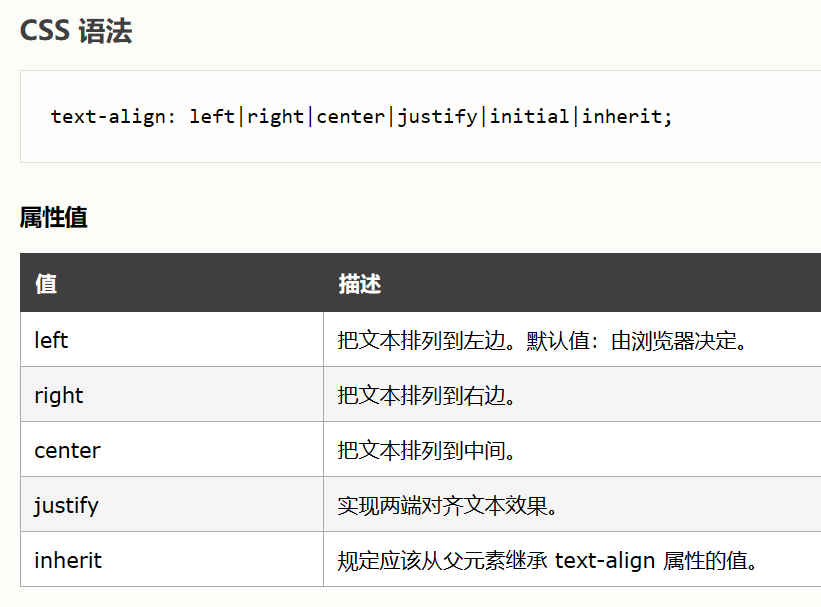 CSS 语法
text-align: left|right|center|justify|initial|inherit;
属性值
值 描述
left 把文本排列到左边。默认值：由浏览器决定。
right 把文本排列到右边。
center 把文本排列到中间。
justify 实现两端对齐文本效果。
inherit 规定应该从父元素继承 text-align 属性的值。